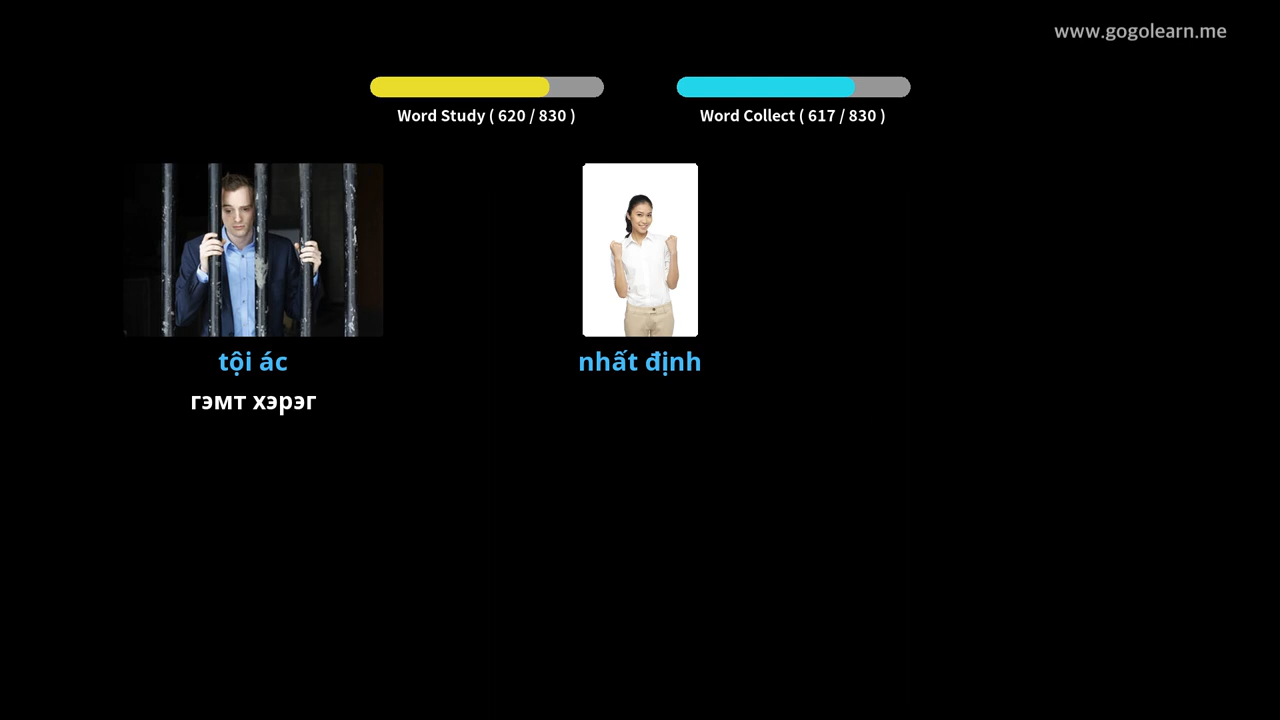 www.gogolearn.me
Word Study ( 620 / 830 )
Word Collect ( 617 / 830 )
tội ác
гэмт хэрэг
nhất định